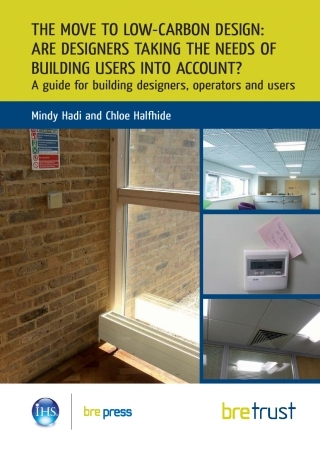 THE MOVE TO LOW-CARBON DESIGN:
ARE DESIGNERS TAKING THE NEEDS OF
BUILDING USERS INTO ACCOUNT?
A guide for building designers, operators and users
Mindy Hadi and Chloe Halfhide
IHS
bre press
bretrust